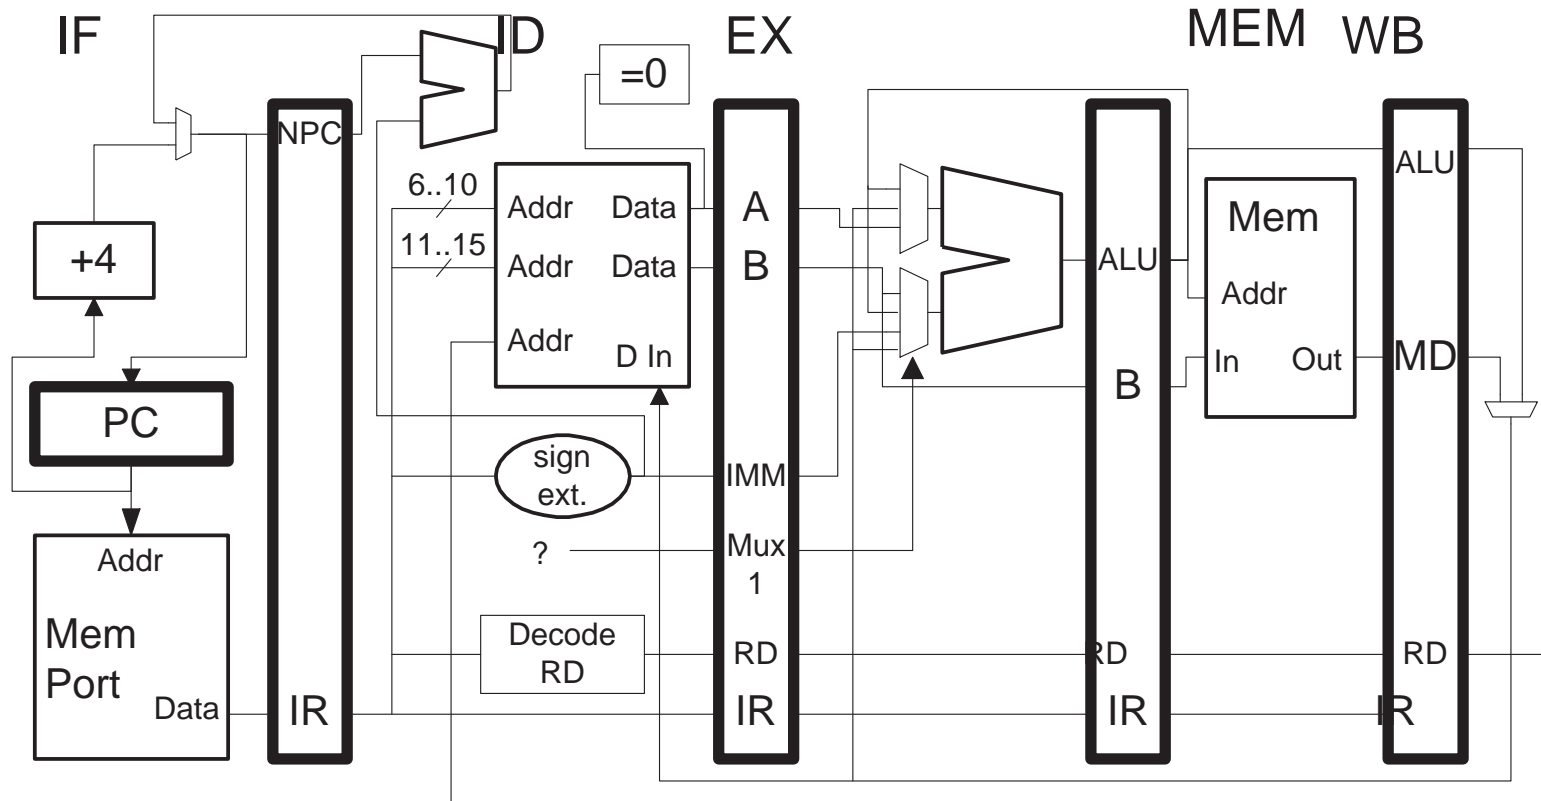 IF
ID
EX
MEM
WB
=0
NPC
+4
6..10
11..15
Addr
Data
Addr
Data
Addr
D In
A
B
ALU
Mem
Addr
In
Out
ALU
MD
B
PC
sign
ext.
IMM
?
Mux
1
Addr
Mem
Port
Data
Decode
RD
RD
RD
RD
IR
IR
IR
IR